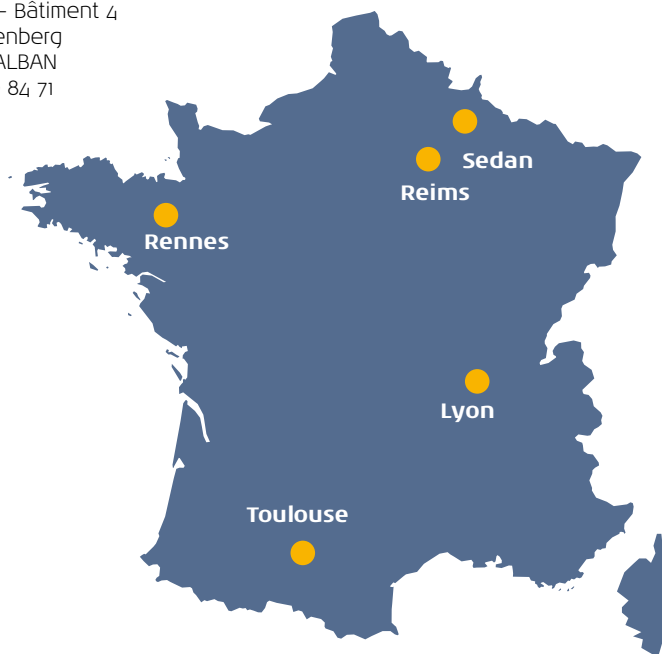 – Bâtiment 4
enberg
ALBAN
84 71
Sedan
Reims
Rennes
Lyon
Toulouse